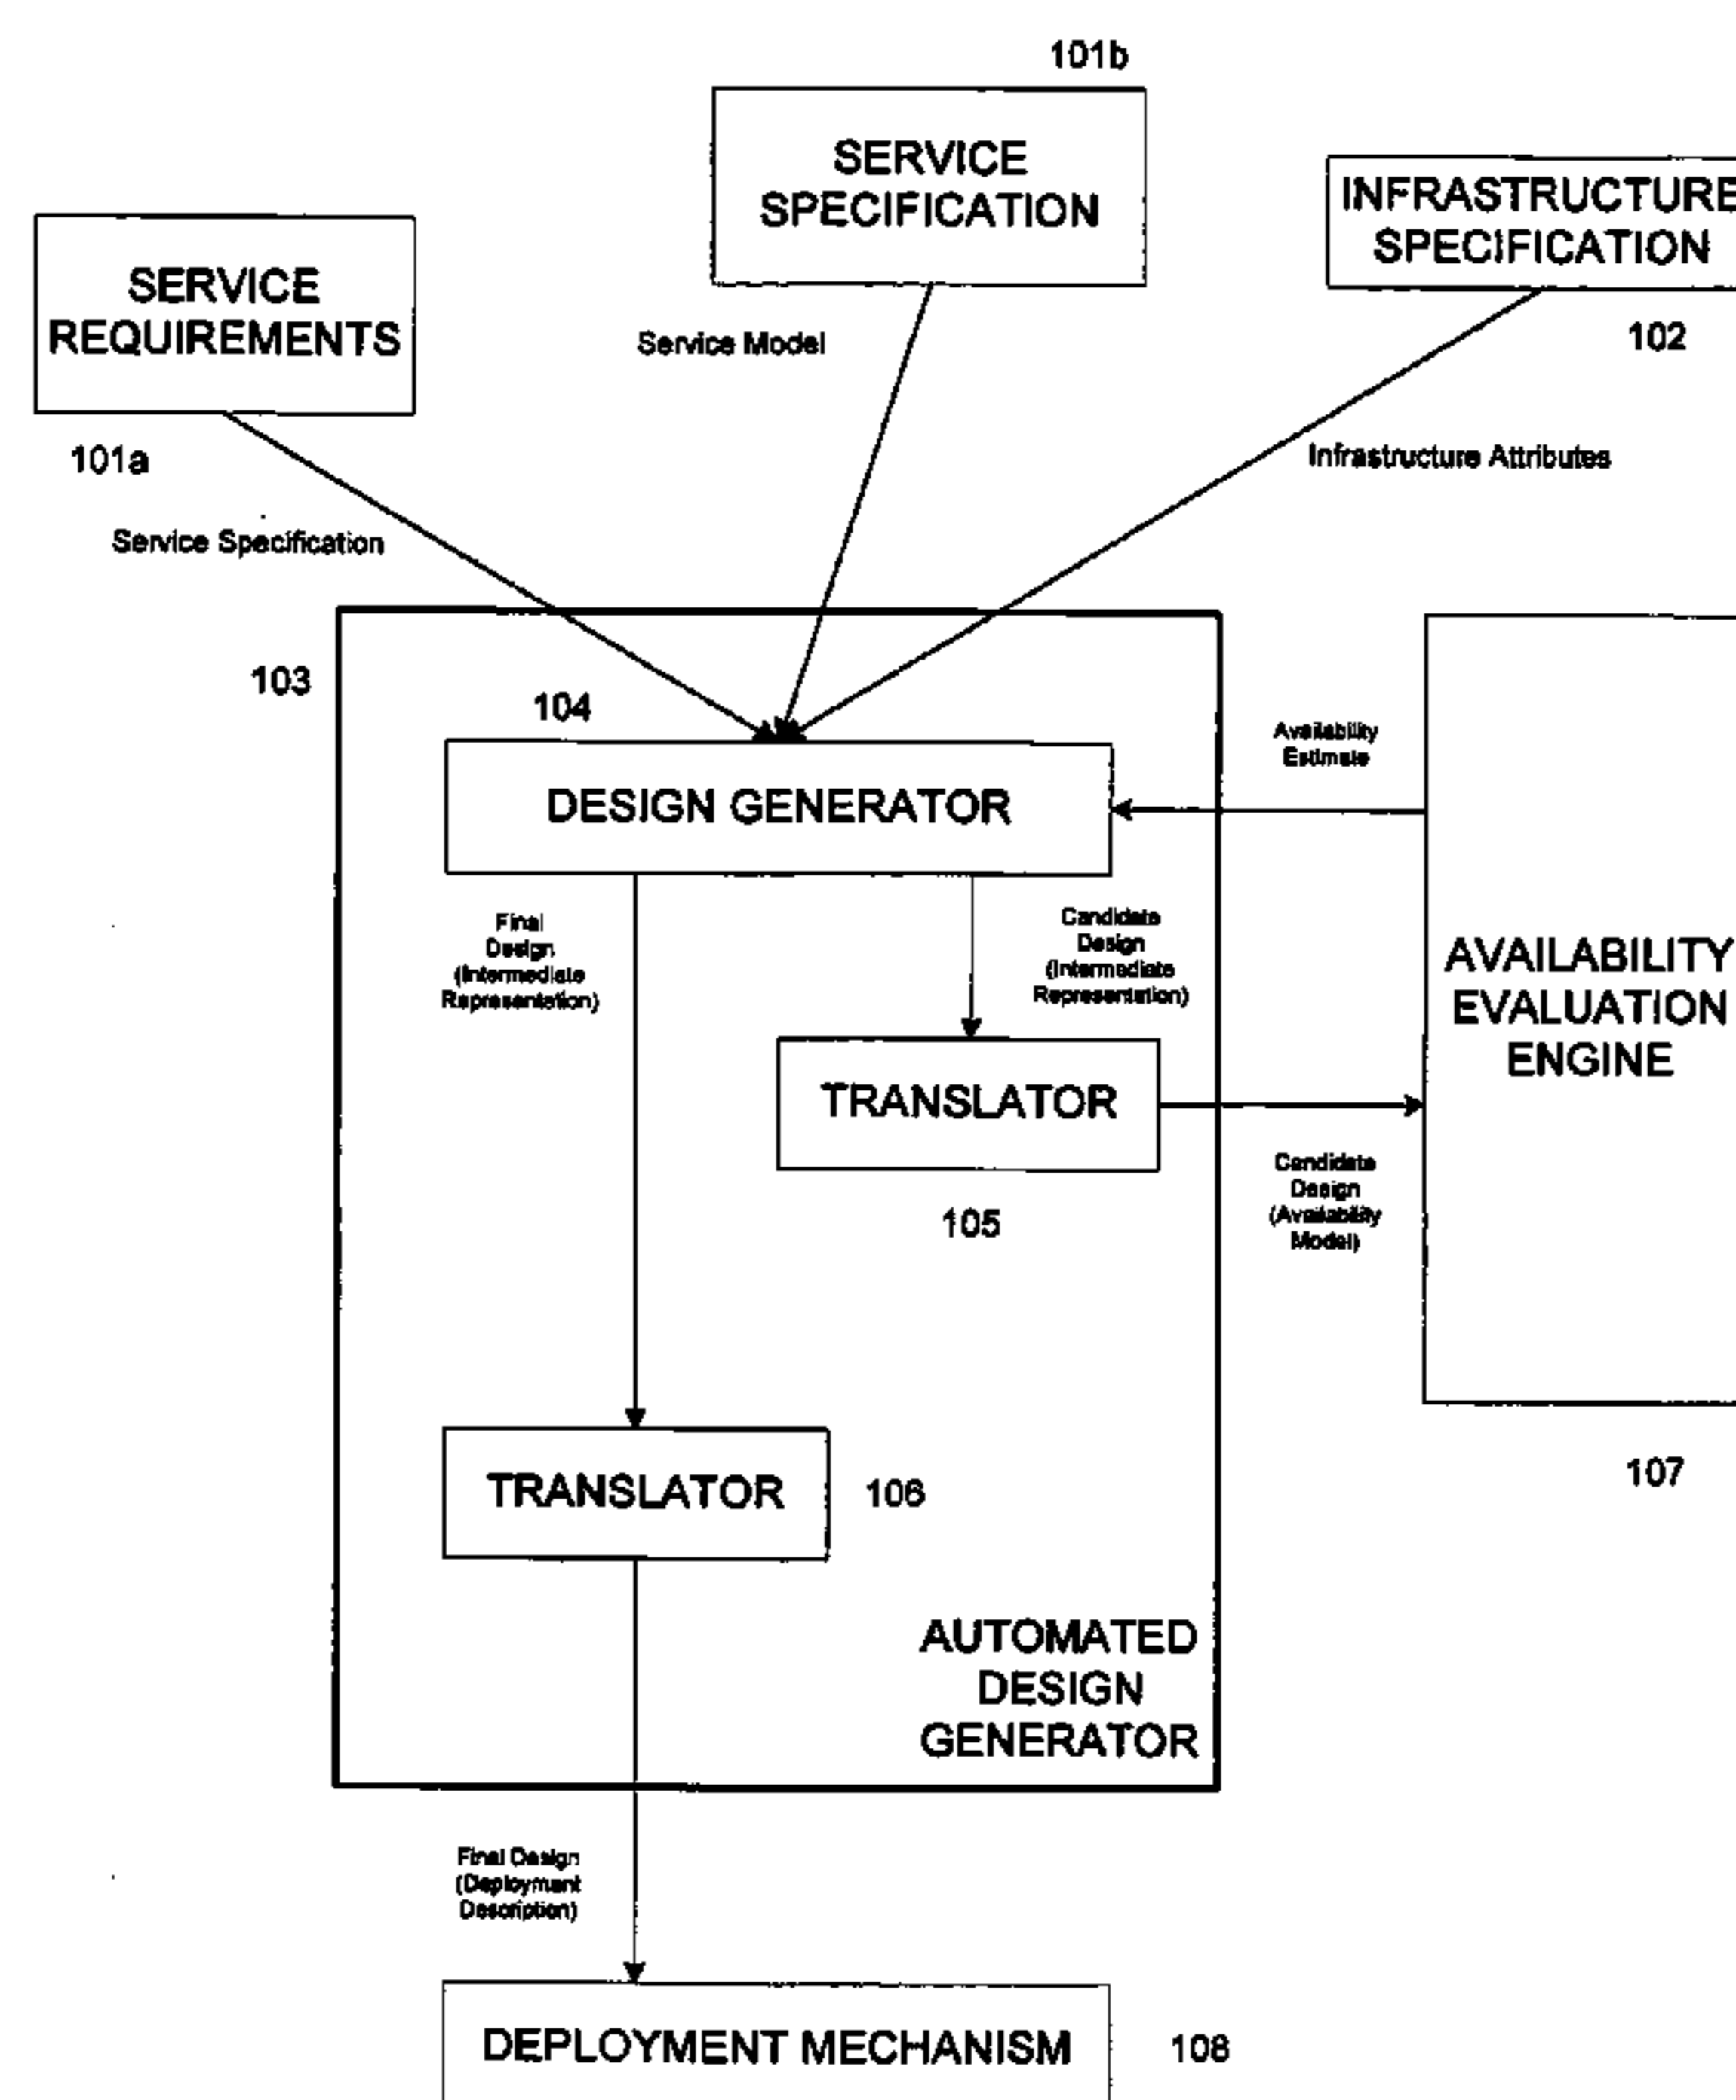 101b
SERVICE
SPECIFICATION
INFRASTRUCTURE
SPECIFICATION
102
SERVICE
REQUIREMENTS
101a
Service Model
Infrastructure Attributes
Service Specification
103
104
DESIGN GENERATOR
Availability
Estimate
Final
Design
(Intermediate
Representation)
Candidate
Design
(Intermediate
Representation)
AVAILABILITY
EVALUATION
ENGINE
TRANSLATOR
105
Candidate
Design
(Availability
Model)
107
TRANSLATOR
106
AUTOMATED
DESIGN
GENERATOR
Final Design
(Deployment
Description)
DEPLOYMENT MECHANISM
108